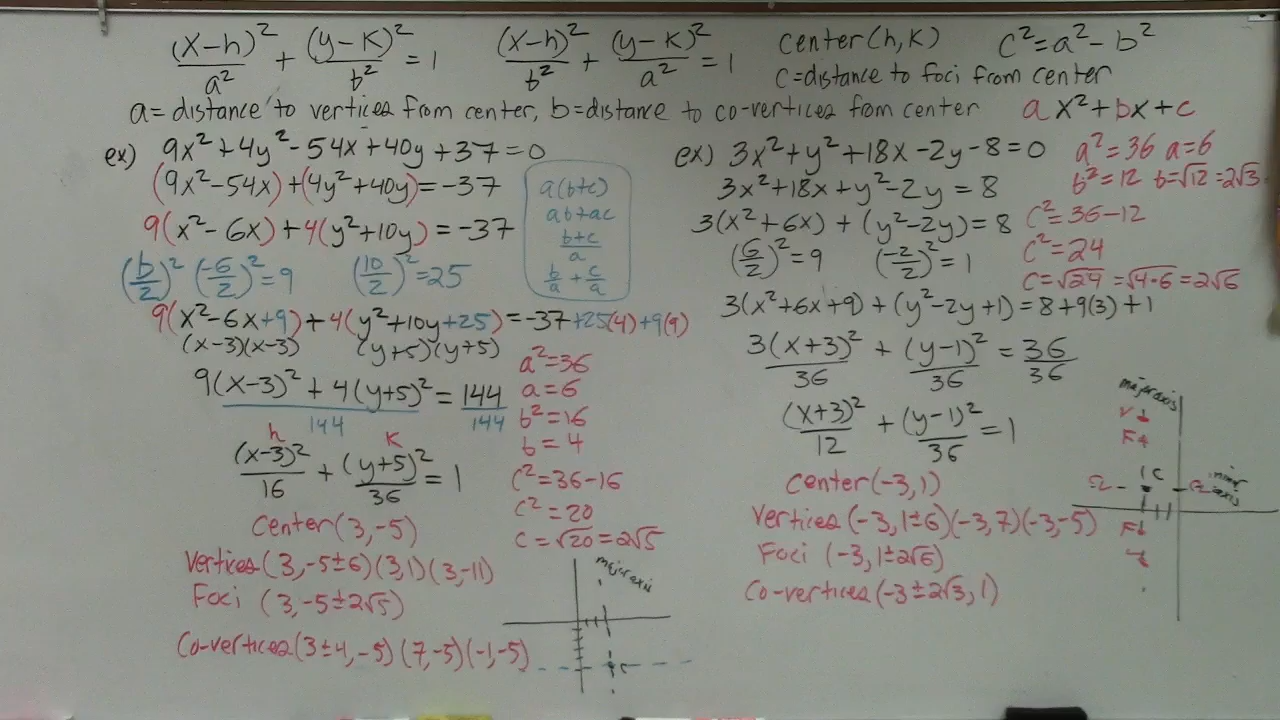 (x-h)²/a² + (y-k)²/b² = 1   (x-h)²/b² + (y-k)²/a² = 1   center(h,k)   c²=a²-b²
c=distance to foci from center
a=distance to vertices from center, b=distance to co-vertices from center   ax²+bx+c
ex) 9x²+4y²-54x+40y+37=0
(9x²-54x)+(4y²+40y)=-37
9(x²-6x)+4(y²+10y)=-37
(b/2)² (-6/2)²=9   (10/2)²=25
9(x²-6x+9)+4(y²+10y+25)=-37+25(4)+9(9)
(x-3)(x-3)   (y+5)(y+5)
9(x-3)²+4(y+5)²=144
144   144
h   k
(x-3)²/16 + (y+5)²/36 = 1
center(3,-5)
vertices(3,-5±6)(3,1)(3,-11)
Foci (3,-5±2√5)
Co-vertices(3±4,-5)(7,-5)(-1,-5)
a(b+c)
ab+ac
b+c/a
b/a + c/a
a²=36
a=6
b²=16
b=4
c²=36-16
c²=20
c=√20=2√5
major axis
c
ex) 3x²+y²+18x-2y-8=0
3x²+18x+y²-2y=8
3(x²+6x)+(y²-2y)=8
(6/2)²=9   (-2/2)²=1
3(x²+6x+9)+(y²-2y+1)=8+9(3)+1
3(x+3)²/36 + (y-1)²/36 = 36/36
(x+3)²/12 + (y-1)²/36 = 1
center(-3,1)
vertices(-3,1±6)(-3,7)(-3,-5)
Foci (-3,1±2√6)
Co-vertices(-3±2√3,1)
a²=36 a=6
b²=12 b=√12=2√3
c²=36-12
c²=24
c=√24=√4·6=2√6
major axis
V
F
C
minor axis
F